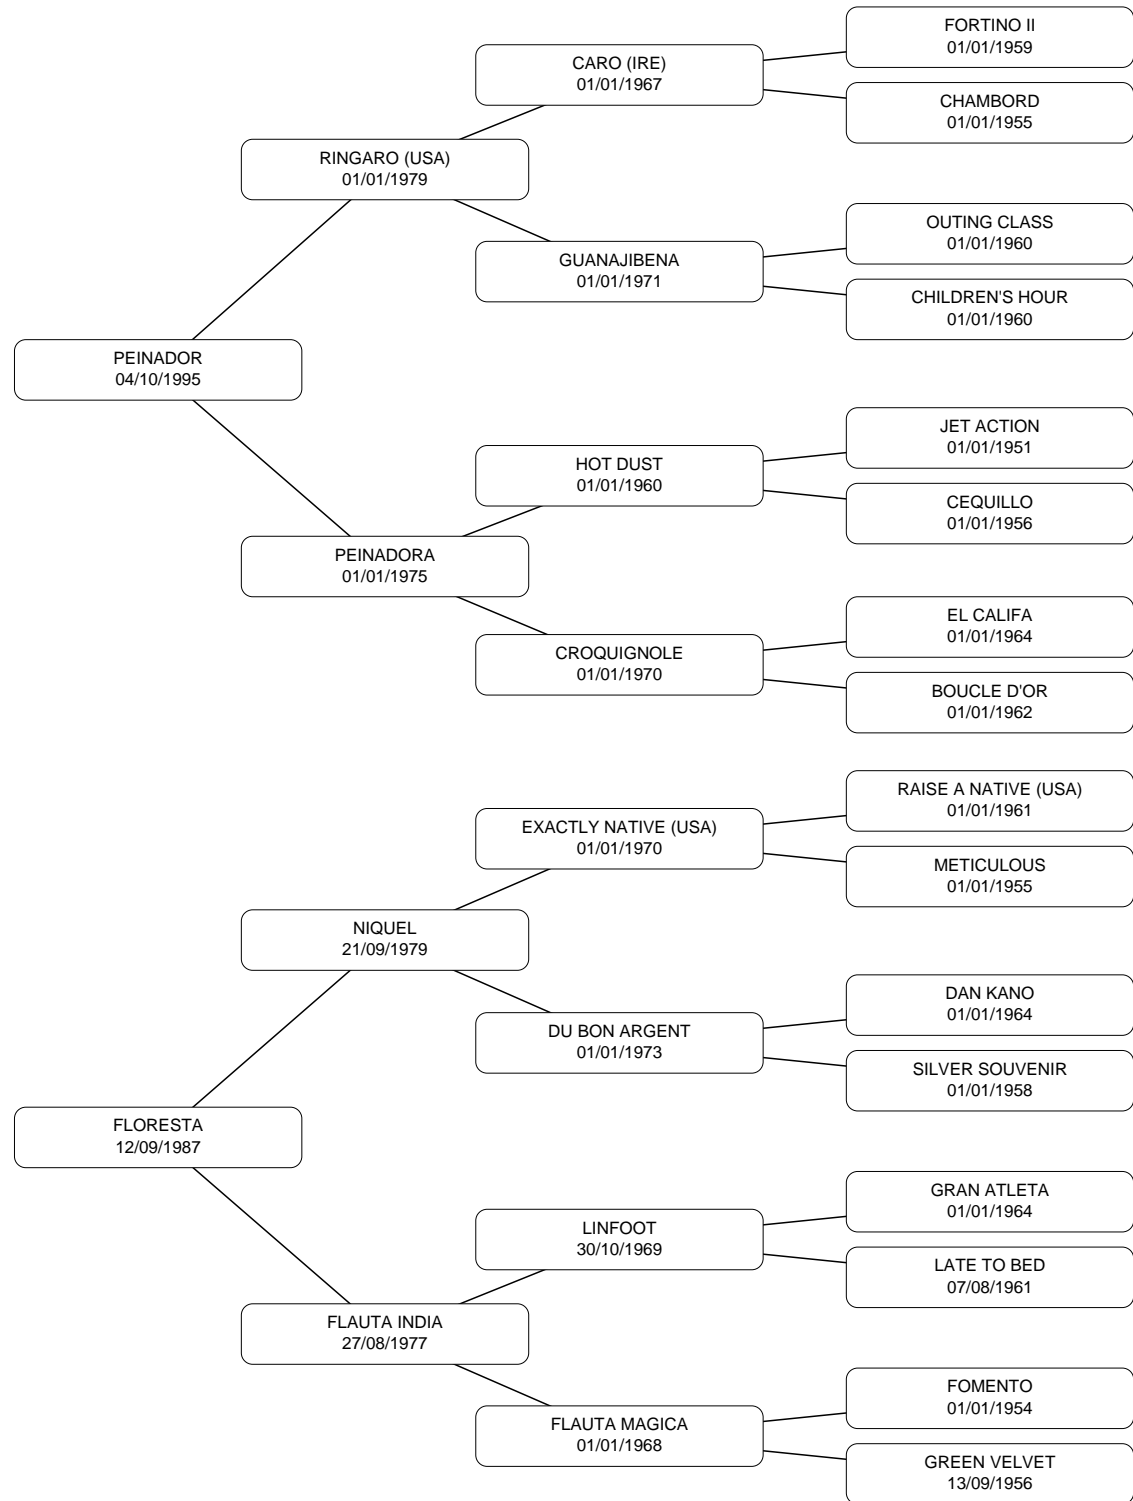 FORTINO II
01/01/1959
CARO (IRE)
01/01/1967
CHAMBORD
01/01/1955
RINGARO (USA)
01/01/1979
OUTING CLASS
01/01/1960
GUANAJIBENA
01/01/1971
CHILDREN'S HOUR
01/01/1960
PEINADOR
04/10/1995
JET ACTION
01/01/1951
HOT DUST
01/01/1960
CEQUILLO
01/01/1956
PEINADORA
01/01/1975
EL CALIFA
01/01/1964
CROQUIGNOLE
01/01/1970
BOUCLE D'OR
01/01/1962
RAISE A NATIVE (USA)
01/01/1961
EXACTLY NATIVE (USA)
01/01/1970
METICULOUS
01/01/1955
NIQUEL
21/09/1979
DAN KANO
01/01/1964
DU BON ARGENT
01/01/1973
SILVER SOUVENIR
01/01/1958
FLORESTA
12/09/1987
GRAN ATLETA
01/01/1964
LINFOOT
30/10/1969
LATE TO BED
07/08/1961
FLAUTA INDIA
27/08/1977
FOMENTO
01/01/1954
FLAUTA MAGICA
01/01/1968
GREEN VELVET
13/09/1956